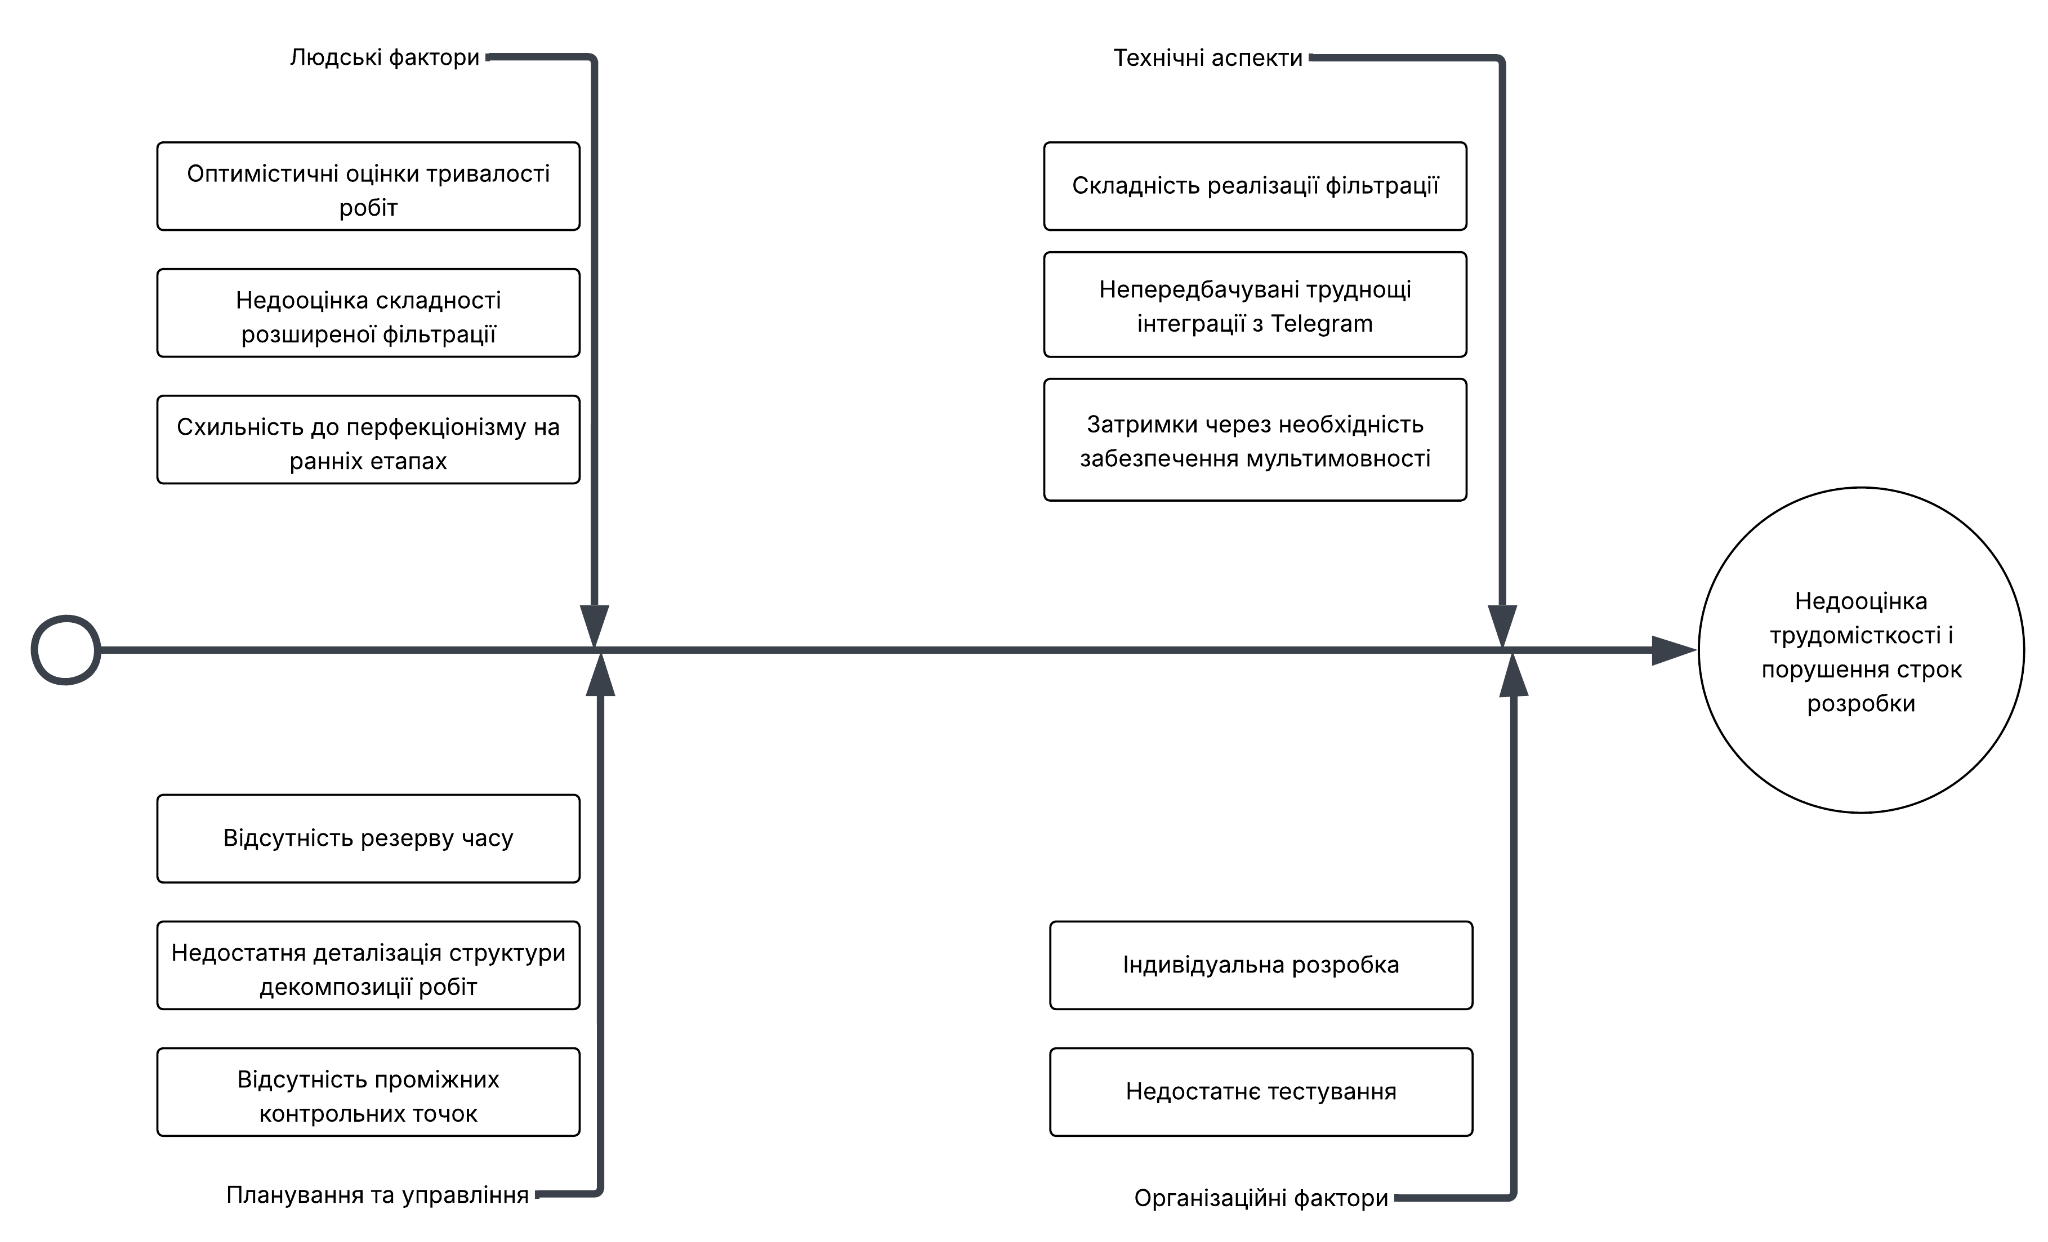 Людські фактори
Оптимістичні оцінки тривалості
робіт
Недооцінка складності
розширеної фільтрації
Схильність до перфекціонізму на
ранніх етапах
Технічні аспекти
Складність реалізації фільтрації
Непередбачувані труднощі
інтеграції з Telegram
Затримки через необхідність
забезпечення мультимовності
Недооцінка
трудомісткості і
порушення строк
розробки
Відсутність резерву часу
Недостатня деталізація структури
декомпозиції робіт
Відсутність проміжних
контрольних точок
Планування та управління
Індивідуальна розробка
Недостатнє тестування
Організаційні фактори